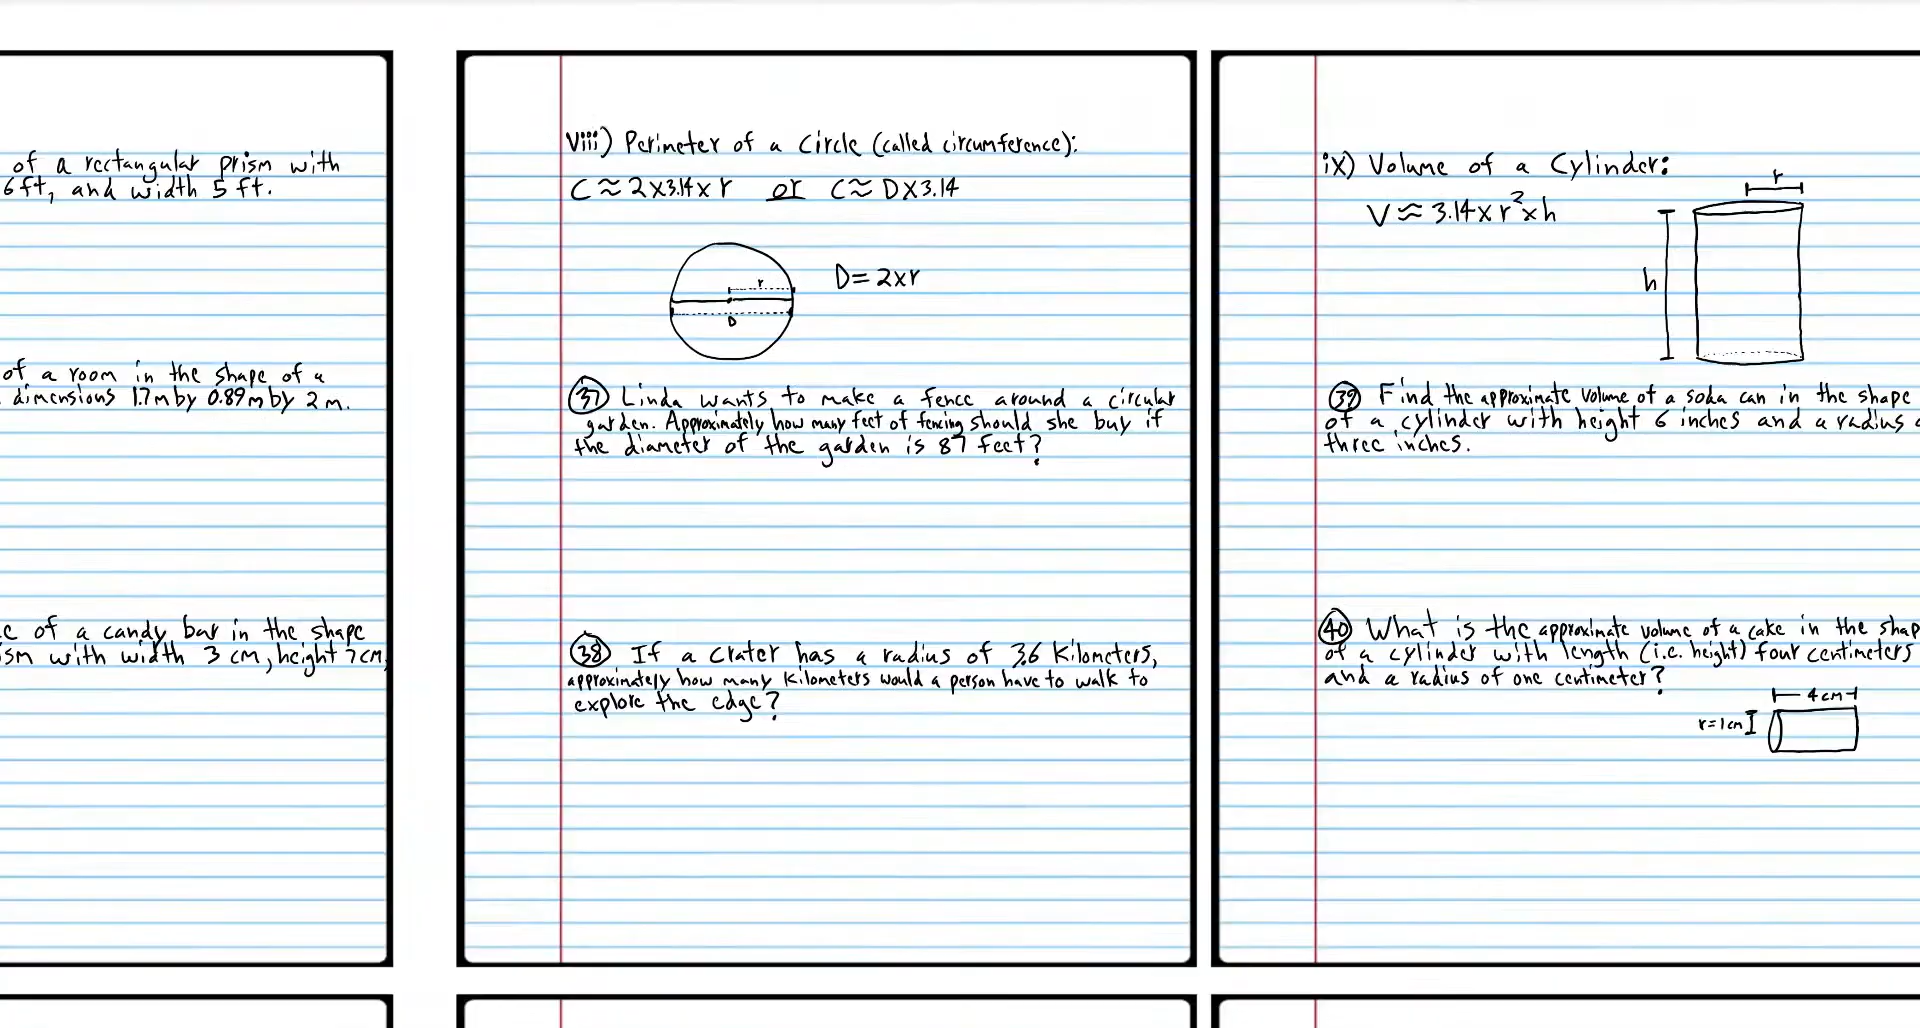 of a rectangular prism with
6ft, and width 5 ft.
of a room in the shape of a
dimensions 1.7m by 0.89m by 2 m.
of a candy bar in the shape
ism with width 3 cm, height 7cm,
viii) Perimeter of a circle (called circumference):
C ≈ 2x3.14x r or C ≈ D x 3.14
D = 2xr
r
D
37 Linda wants to make a fence around a circular
garden. Approximately how many feet of fencing should she buy if
the diameter of the garden is 87 feet?
38 If a crater has a radius of 3.6 kilometers,
approximately how many kilometers would a person have to walk to
explore the edge?
ix) Volume of a Cylinder:
V ≈ 3.14 x r² x h
r
h
39 Find the approximate volume of a soda can in the shape
of a cylinder with height 6 inches and a radius
three inches.
40 What is the approximate volume of a cake in the shap
of a cylinder with length (i.e. height) four centimeters
and a radius of one centimeter?
4cm
r=1cm